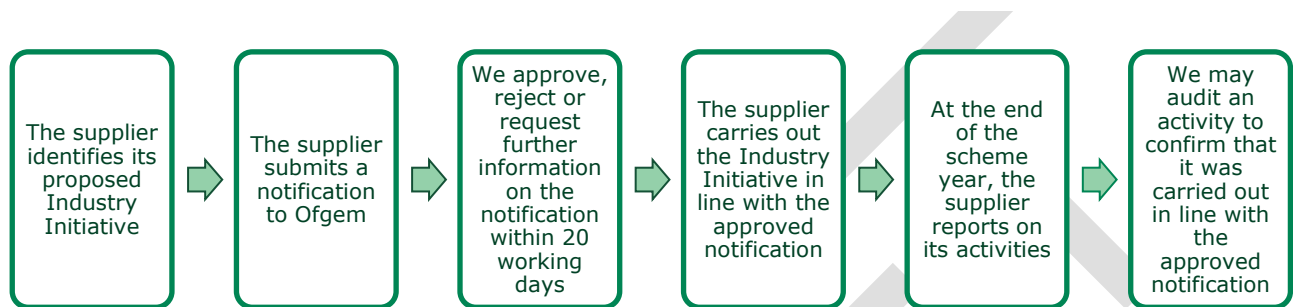 The supplier
identifies its
proposed
Industry
Initiative
The supplier
submits a
notification
to Ofgem
We approve,
reject or
request
further
information
on the
notification
within 20
working
days
The supplier
carries out
the Industry
Initiative in
line with the
approved
notification
At the end
of the
scheme
year, the
supplier
reports on
its activities
We may
audit an
activity to
confirm that
it was
carried out
in line with
the
approved
notification